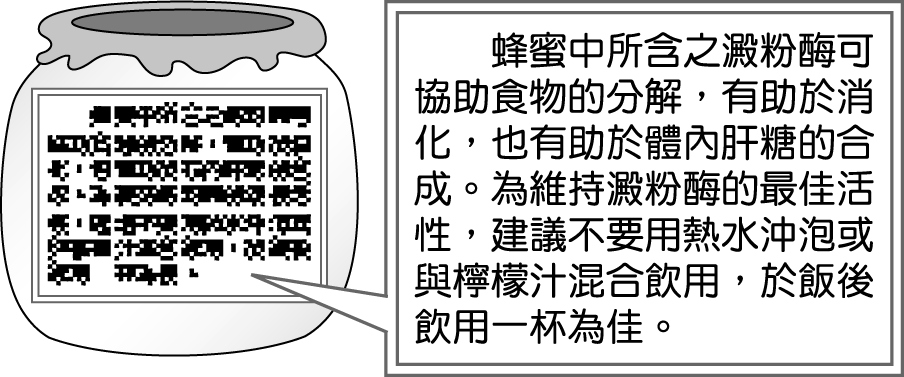 蜂蜜中所含之澱粉酶可
協助食物的分解，有助於消
化，也有助於體內肝糖的合
成。為維持澱粉酶的最佳活
性，建議不要用熱水沖泡或
與檸檬汁混合飲用，於飯後
飲用一杯為佳。